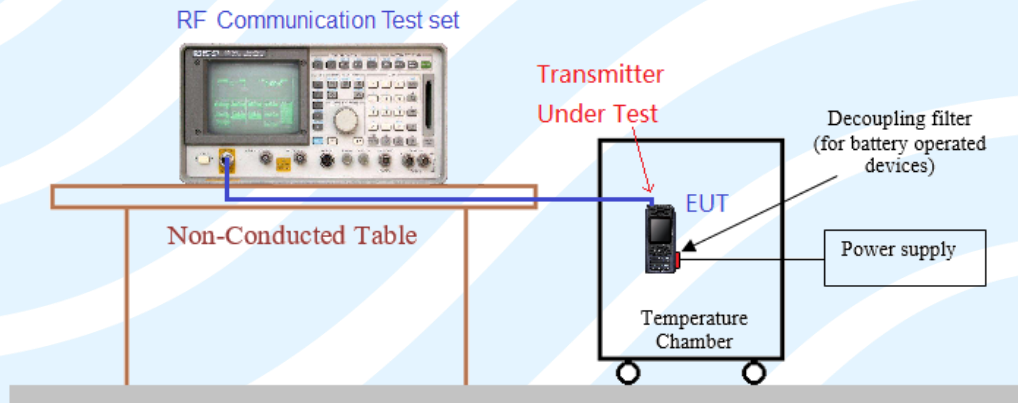 RF Communication Test set
Transmitter
Under Test
Decoupling filter
(for battery operated
devices)
EUT
Non-Conducted Table
Power supply
Temperature
Chamber